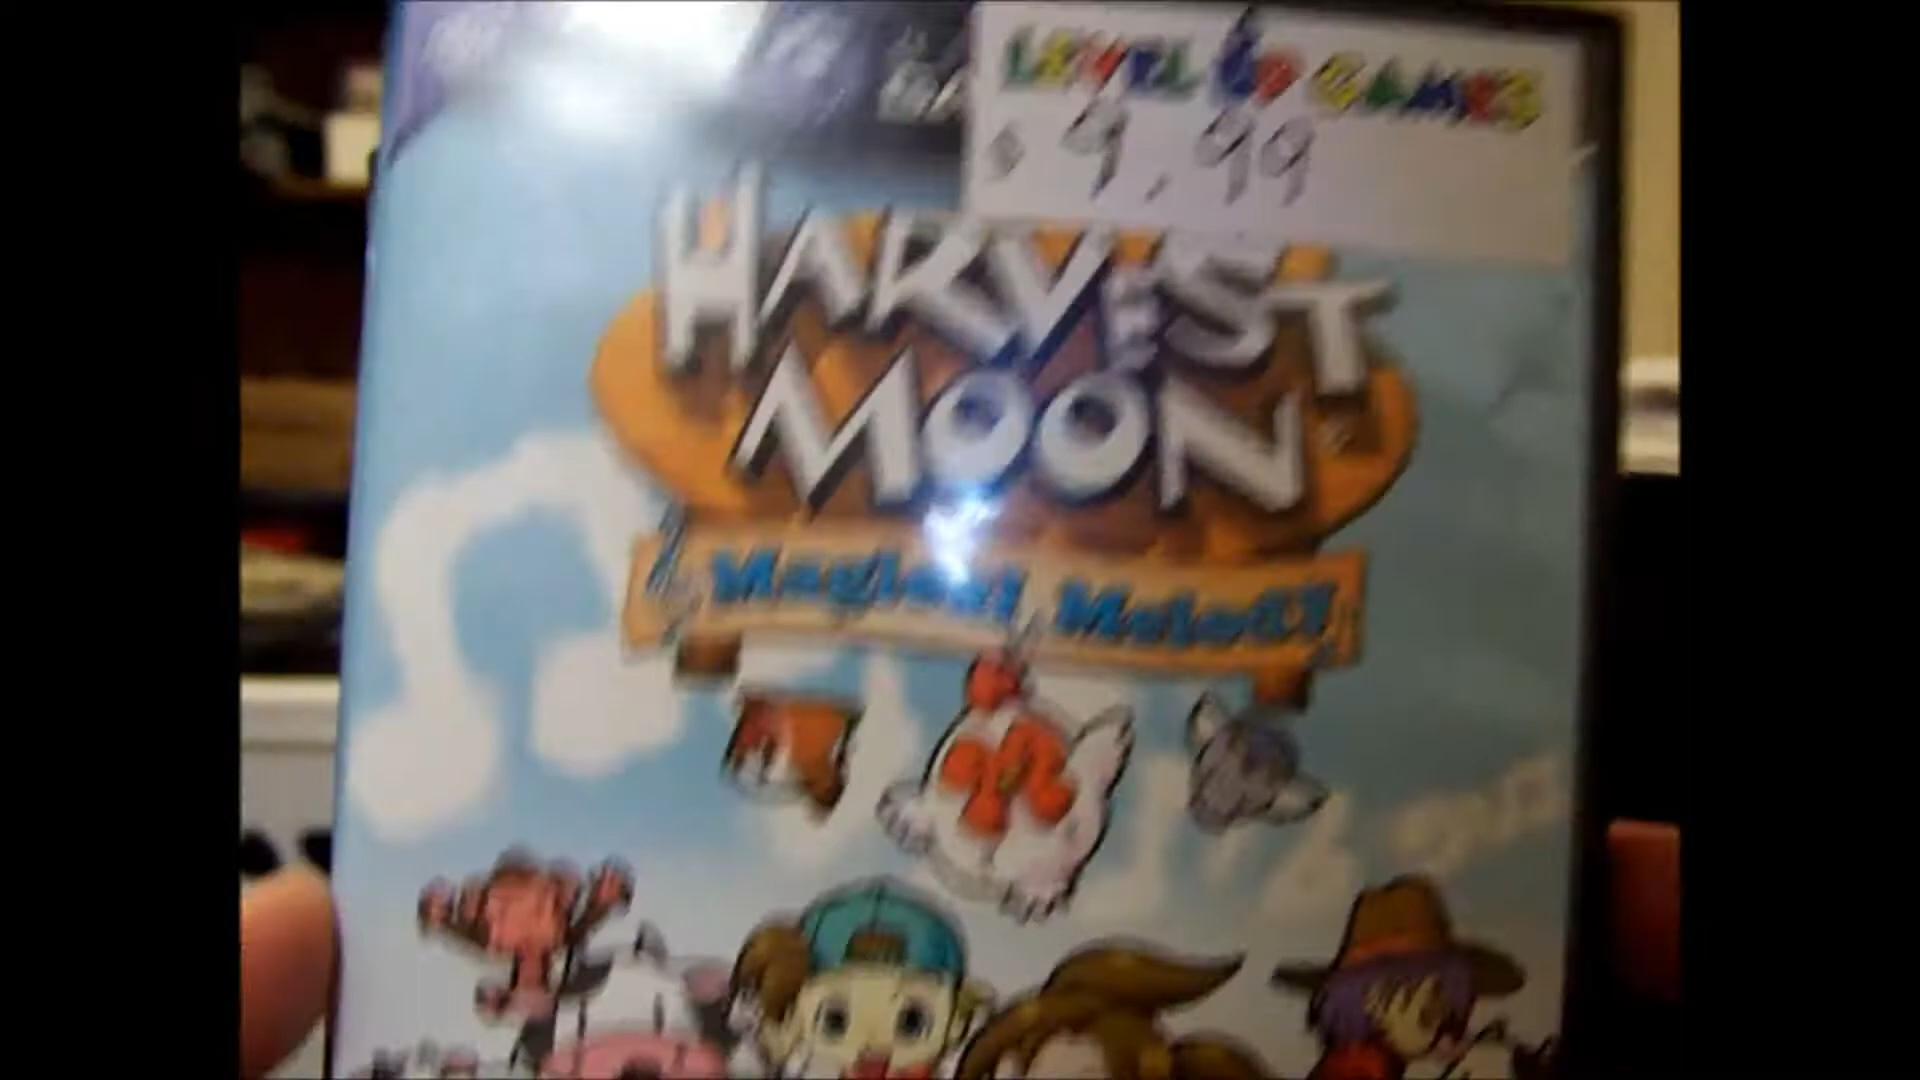 LEVEL UP GAMES
$9.99
HARVEST
MOON
Magical Melody